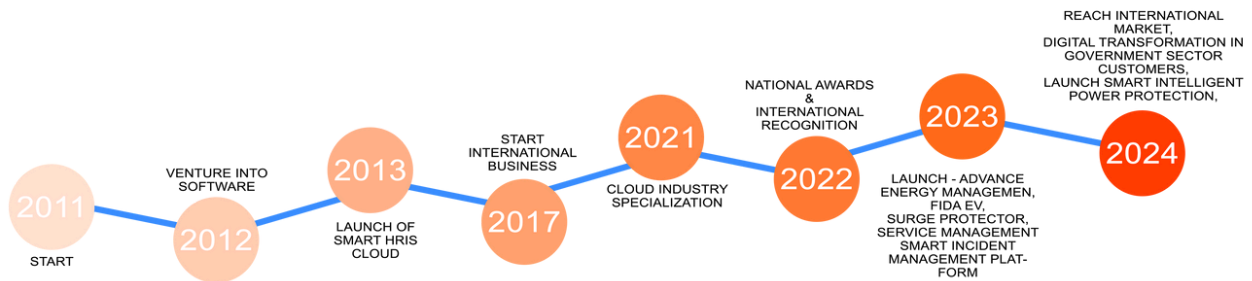 2011
START
VENTURE INTO
SOFTWARE
2012
2013
LAUNCH OF
SMART HRIS
CLOUD
START
INTERNATIONAL
BUSINESS
2017
2021
CLOUD INDUSTRY
SPECIALIZATION
NATIONAL AWARDS
&
INTERNATIONAL
RECOGNITION
2022
2023
LAUNCH - ADVANCE
ENERGY MANAGEMEN,
FIDA EV,
SURGE PROTECTOR,
SERVICE MANAGEMENT
SMART INCIDENT
MANAGEMENT PLAT-
FORM
REACH INTERNATIONAL
MARKET,
DIGITAL TRANSFORMATION IN
GOVERNMENT SECTOR
CUSTOMERS,
LAUNCH SMART INTELLIGENT
POWER PROTECTION,
2024